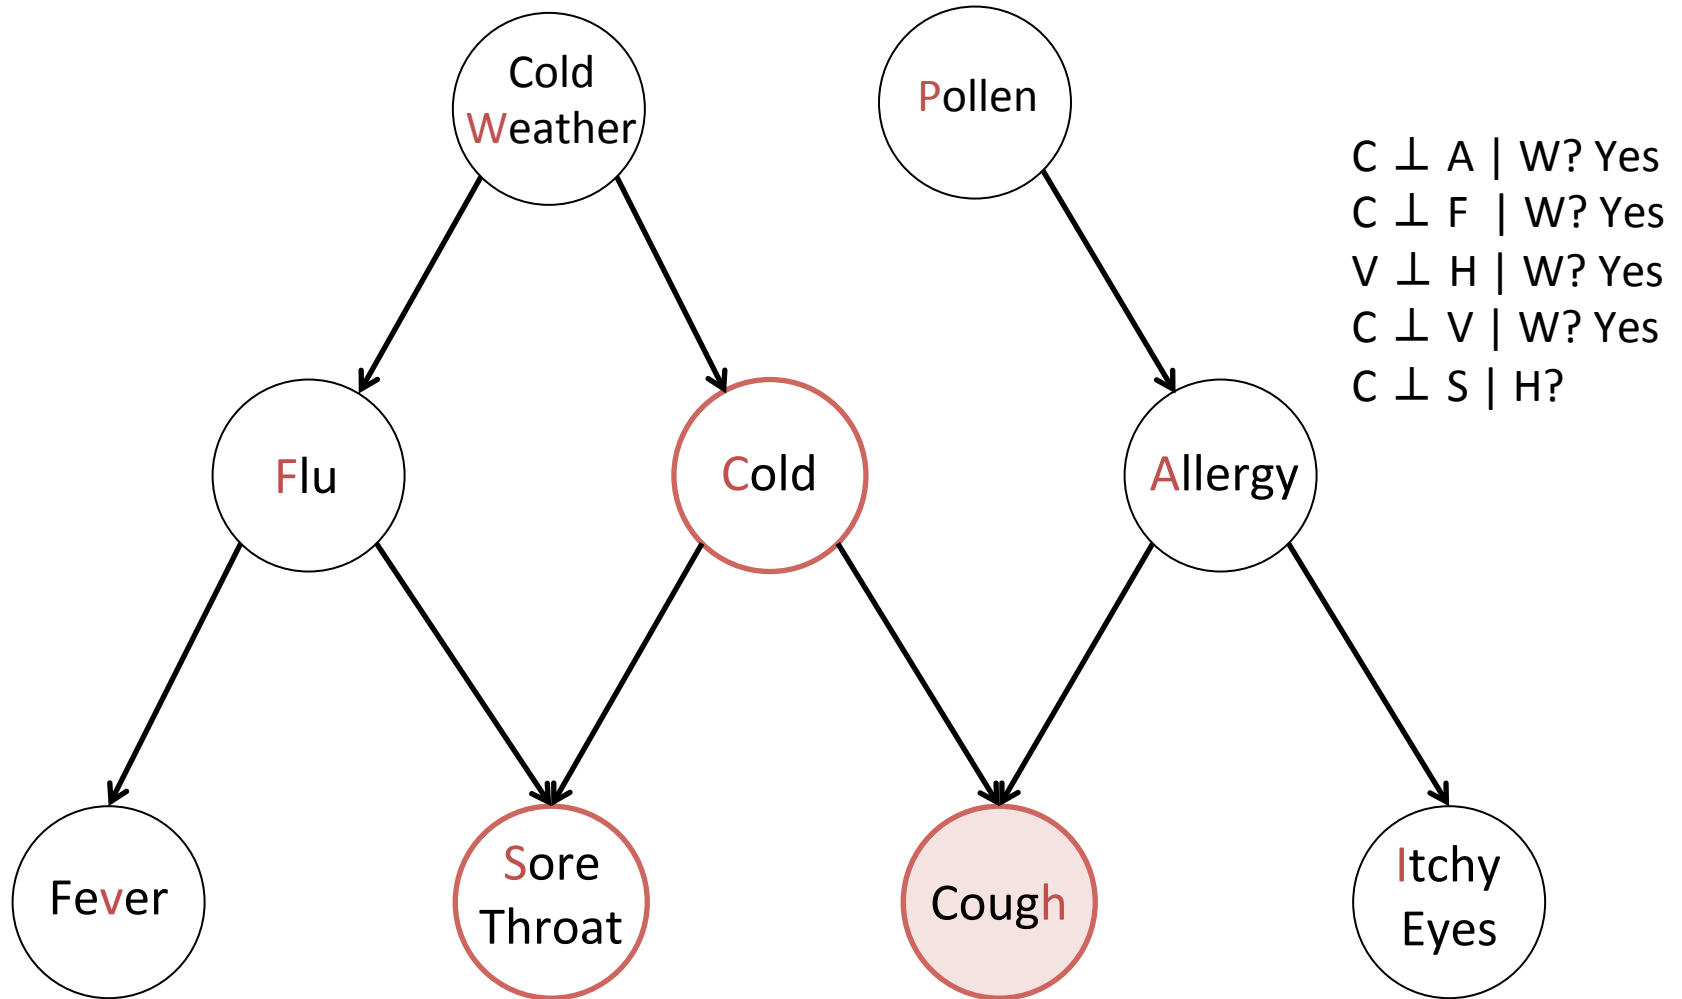 Cold
Weather
Pollen
C ⊥ A | W? Yes
C ⊥ F | W? Yes
V ⊥ H | W? Yes
C ⊥ V | W? Yes
C ⊥ S | H?
Flu
Cold
Allergy
Fever
Sore
Throat
Cough
Itchy
Eyes